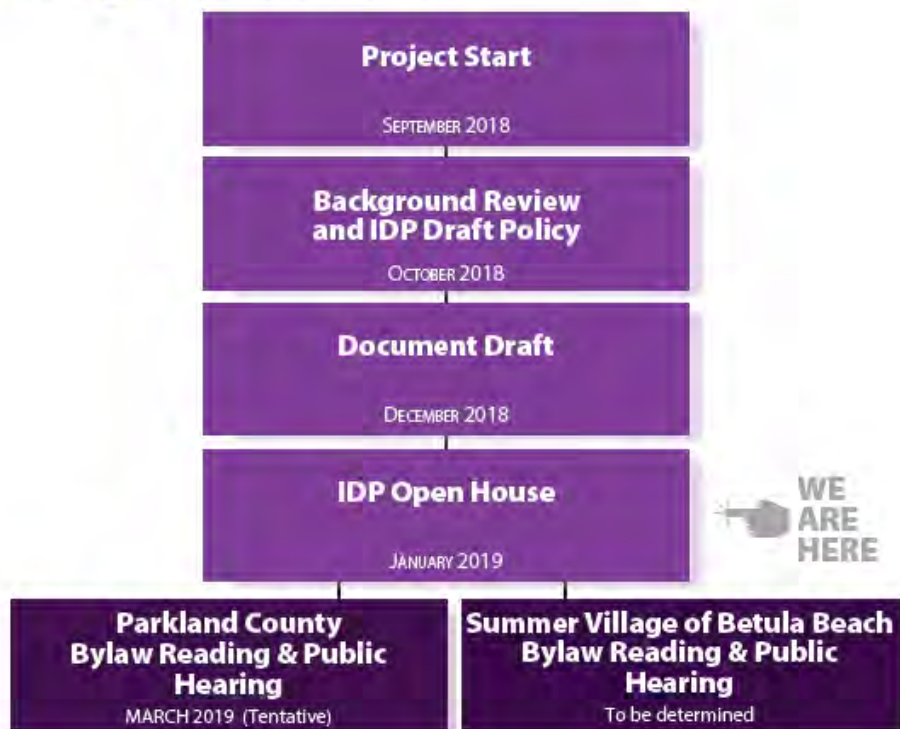 Project Start
SEPTEMBER 2018
Background Review
and IDP Draft Policy
OCTOBER 2018
Document Draft
DECEMBER 2018
IDP Open House
JANUARY 2019
WE
ARE
HERE
Parkland County
Bylaw Reading & Public
Hearing
MARCH 2019 (Tentative)
Summer Village of Betula Beach
Bylaw Reading & Public
Hearing
To be determined